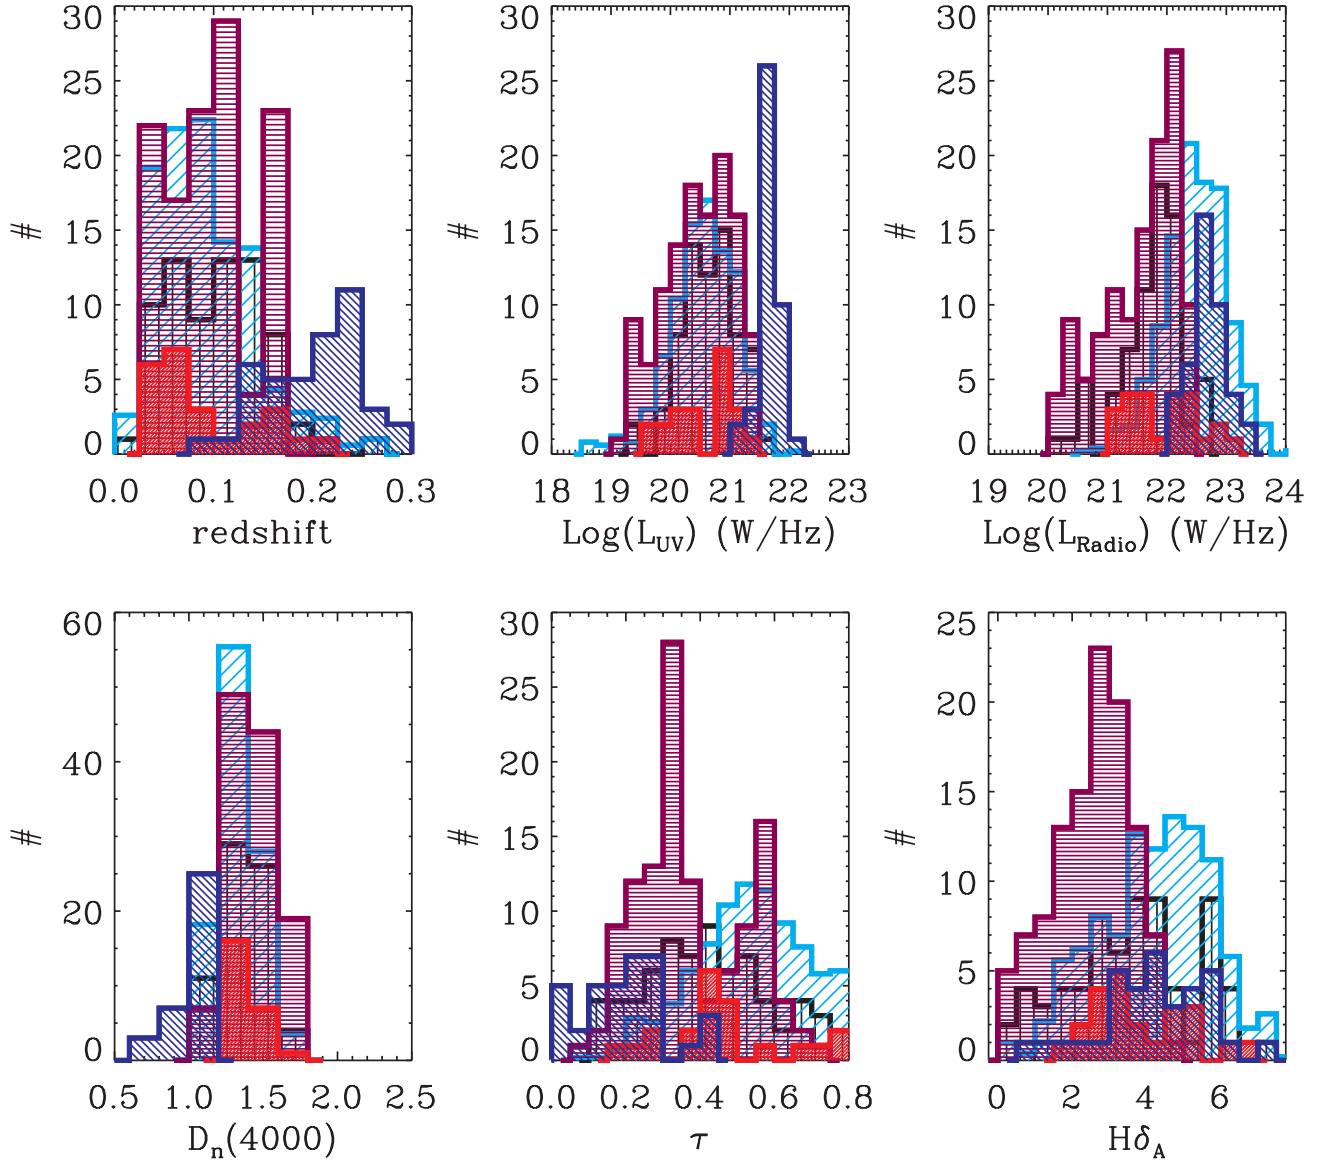 30 30 30
25 25 25
20 20 20
# 15 # 15 # 15
10 10 10
5 5 5
0 0 0
0.0 0.1 0.2 0.3 18 19 20 21 22 23 19 20 21 22 23 24
redshift Log(L_UV) (W/Hz) Log(L_Radio) (W/Hz)
60 30 25
25
20
40 20
15
# # 15 #
10
20 10
5 5
0 0 0
0.5 1.0 1.5 2.0 2.5 0.0 0.2 0.4 0.6 0.8 0 2 4 6
D_n(4000) τ Hδ_A